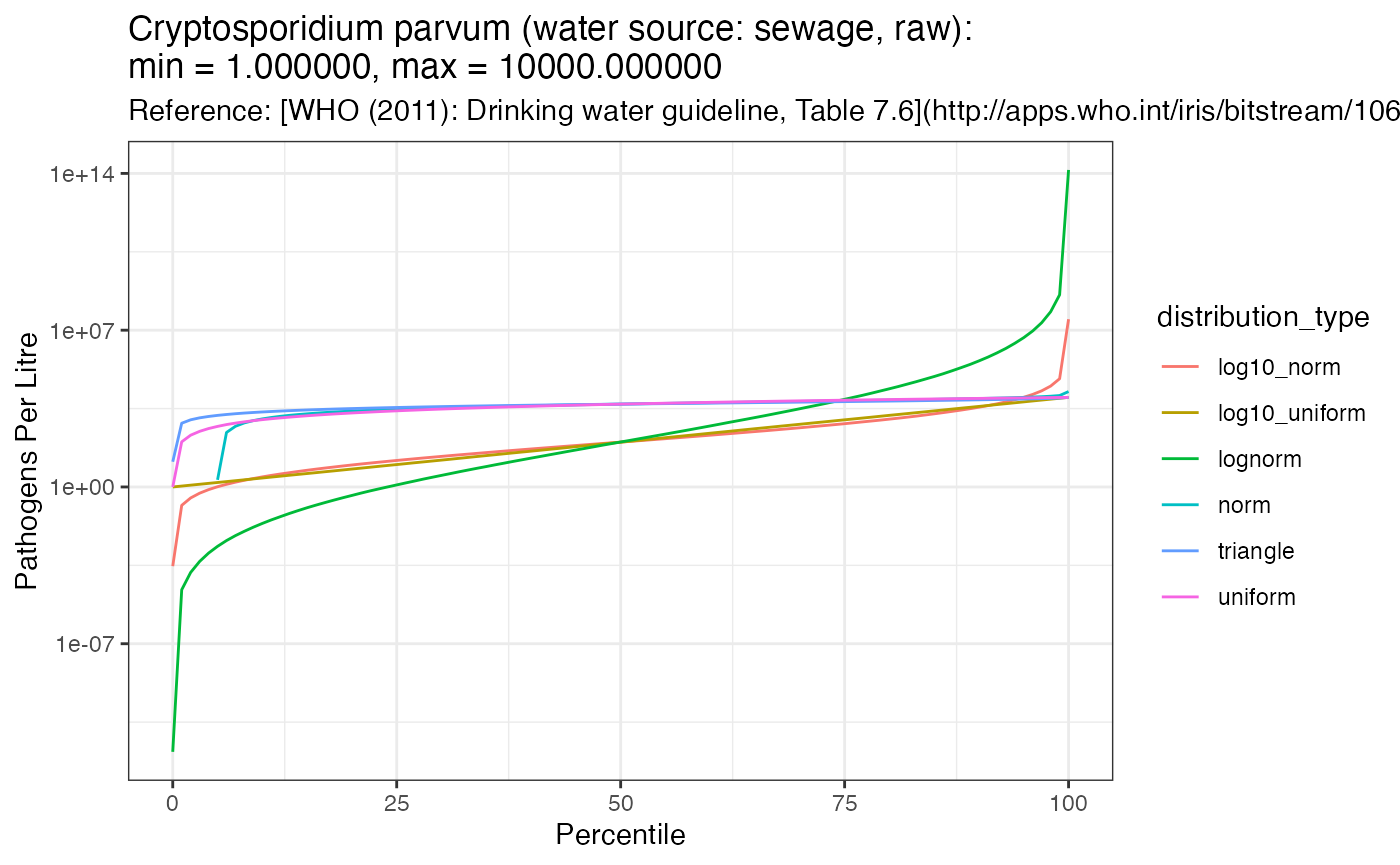 Cryptosporidium parvum (water source: sewage, raw):
min = 1.000000, max = 10000.000000
Reference: [WHO (2011): Drinking water guideline, Table 7.6](http://apps.who.int/iris/bitstream/106
1e+14
1e+07
1e+00
1e-07
Pathogens Per Litre
0 25 50 75 100
Percentile
distribution_type
log10_norm
log10_uniform
lognorm
norm
triangle
uniform